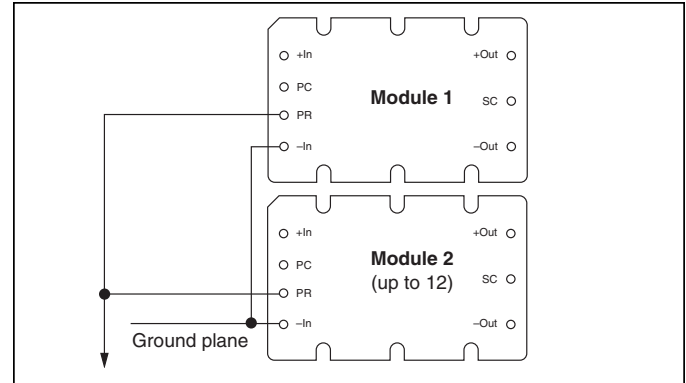 +In
+Out
PC
Module 1
SC
PR
–In
–Out
+In
+Out
PC
Module 2
(up to 12)
SC
PR
–In
–Out
Ground plane